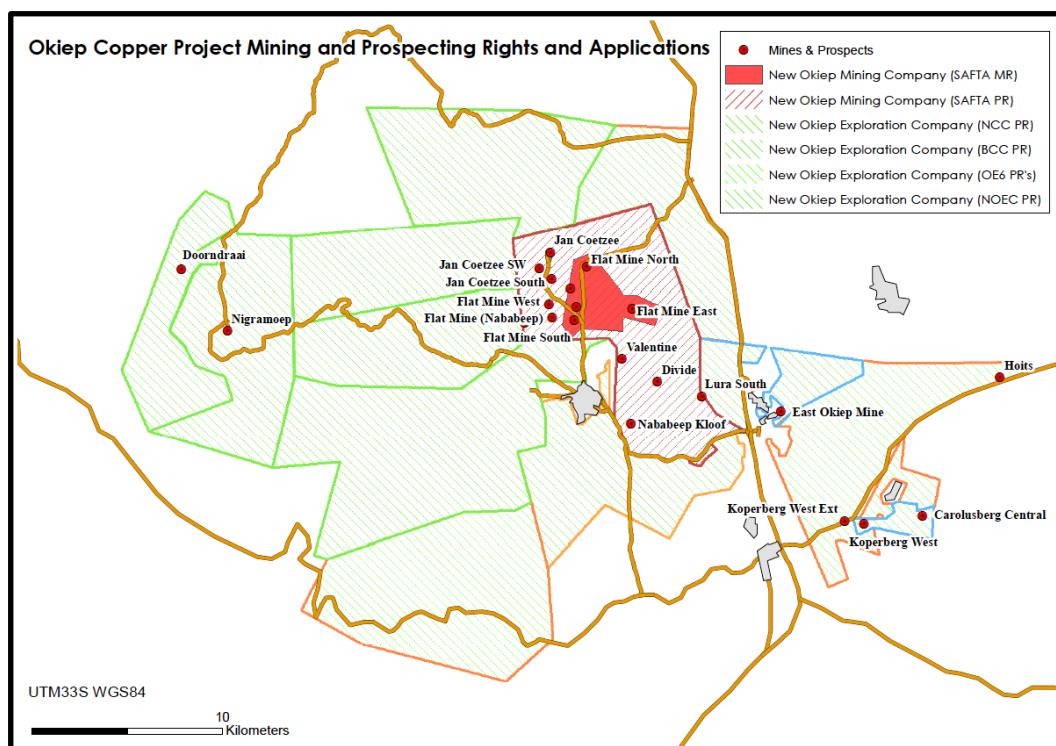 Okiep Copper Project Mining and Prospecting Rights and Applications
Mines & Prospects
New Okiep Mining Company (SAFTA MR)
New Okiep Mining Company (SAFTA PR)
New Okiep Exploration Company (NCC PR)
New Okiep Exploration Company (BCC PR)
New Okiep Exploration Company (OE6 PR's)
New Okiep Exploration Company (NOEC PR)
Jan Coetzee
Doorndraai
Jan Coetzee SW
Flat Mine North
Jan Coetzee South
Flat Mine West
Flat Mine East
Flat Mine (Nababeep)
Nigramoep
Flat Mine South
Valentine
Hoits
Divide
Lura South
East Okiep Mine
Nababeep Kloof
Koperberg West Ext
Carolusberg Central
Koperberg West
UTM33S WGS84
10
Kilometers